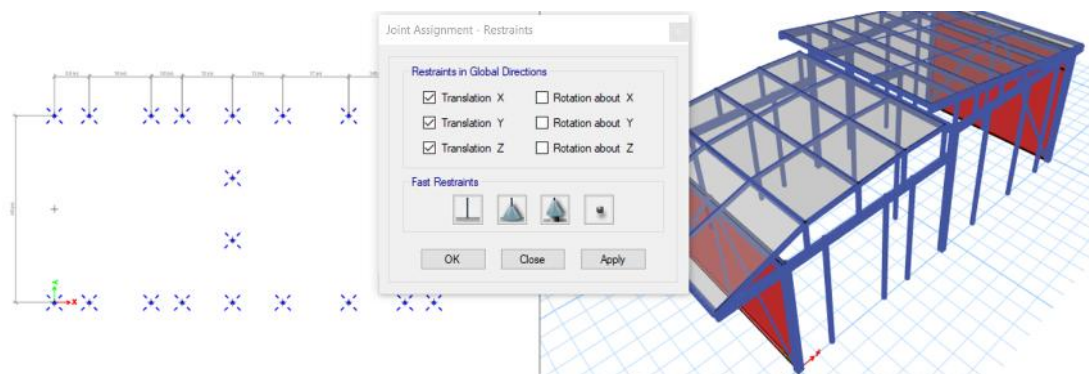 Joint Assignment - Restraints
Restraints in Global Directions
Translation X
Rotation about X
Translation Y
Rotation about Y
Translation Z
Rotation about Z
Fast Restraints
OK
Close
Apply
X